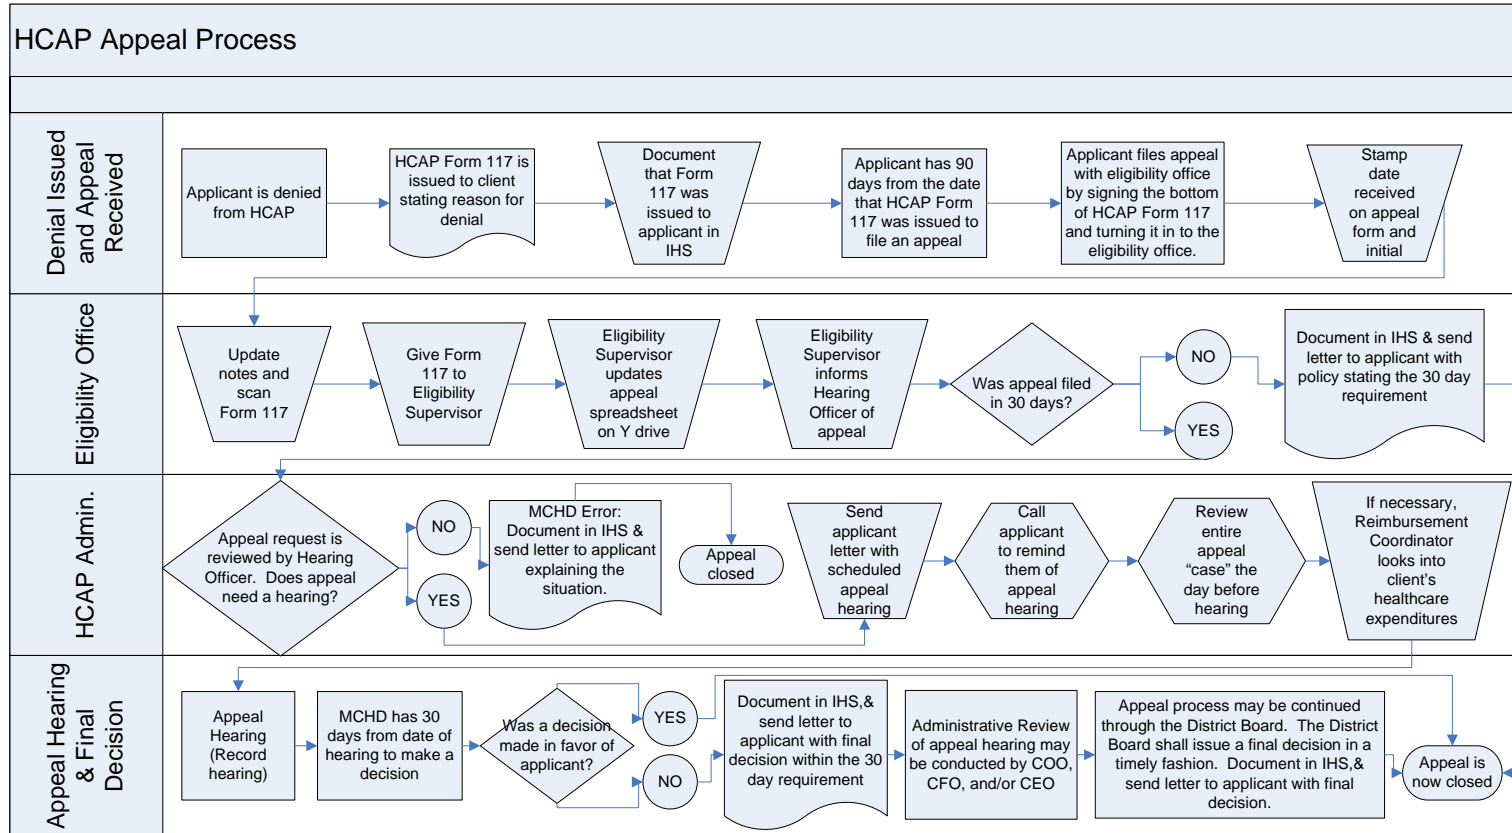 HCAP Appeal Process
Denial Issued
and Appeal
Received
Applicant is denied
from HCAP
HCAP Form 117 is
issued to client
stating reason for
denial
Document
that Form
117 was
issued to
applicant in
IHS
Applicant has 90
days from the date
that HCAP Form
117 was issued to
file an appeal
Applicant files appeal
with eligibility office
by signing the bottom
of HCAP Form 117
and turning it in to the
eligibility office.
Stamp
date
received
on appeal
form and
initial
Eligibility Office
Update
notes and
scan
Form 117
Give Form
117 to
Eligibility
Supervisor
Eligibility
Supervisor
updates
appeal
spreadsheet
on Y drive
Eligibility
Supervisor
informs
Hearing
Officer of
appeal
Was appeal filed
in 30 days?
NO
YES
Document in IHS & send
letter to applicant with
policy stating the 30 day
requirement
HCAP Admin.
Appeal request is
reviewed by Hearing
Officer. Does appeal
need a hearing?
NO
YES
MCHD Error:
Document in IHS &
send letter to applicant
explaining the
situation.
Appeal
closed
Send
applicant
letter with
scheduled
appeal
hearing
Call
applicant
to remind
them of
appeal
hearing
Review
entire
appeal
“case” the
day before
hearing
If necessary,
Reimbursement
Coordinator
looks into
client’s
healthcare
expenditures
Appeal Hearing
& Final
Decision
Appeal
Hearing
(Record
hearing)
MCHD has 30
days from date of
hearing to make a
decision
Was a decision
made in favor of
applicant?
YES
NO
Document in IHS,&
send letter to
applicant with final
decision within the 30
day requirement
Administrative Review
of appeal hearing may
be conducted by COO,
CFO, and/or CEO
Appeal process may be continued
through the District Board. The District
Board shall issue a final decision in a
timely fashion. Document in IHS,&
send letter to applicant with final
decision.
Appeal is
now closed